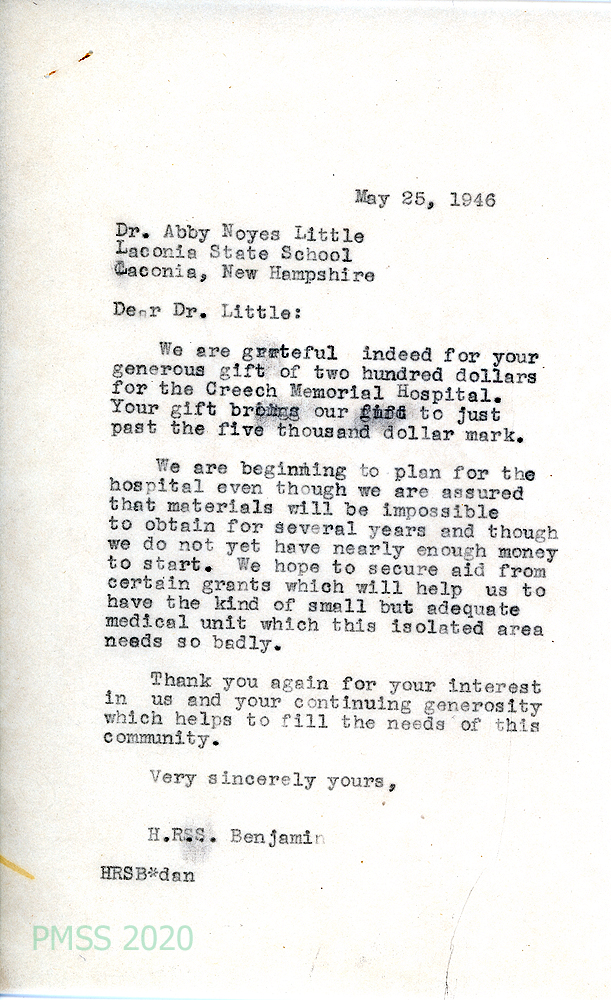 May 25, 1946
Dr. Abby Noyes Little
Laconia State School
Laconia, New Hampshire
Dear Dr. Little:
We are grateful indeed for your
generous gift of two hundred dollars
for the Creech Memorial Hospital.
Your gift brings our fund to just
past the five thousand dollar mark.
We are beginning to plan for the
hospital even though we are assured
that materials will be impossible
to obtain for several years and though
we do not yet have nearly enough money
to start. We hope to secure aid from
certain grants which will help us to
have the kind of small but adequate
medical unit which this isolated area
needs so badly.
Thank you again for your interest
in us and your continuing generosity
which helps to fill the needs of this
community.
Very sincerely yours,
H.RSS. Benjamin
HRSB*dan
PMSS 2020